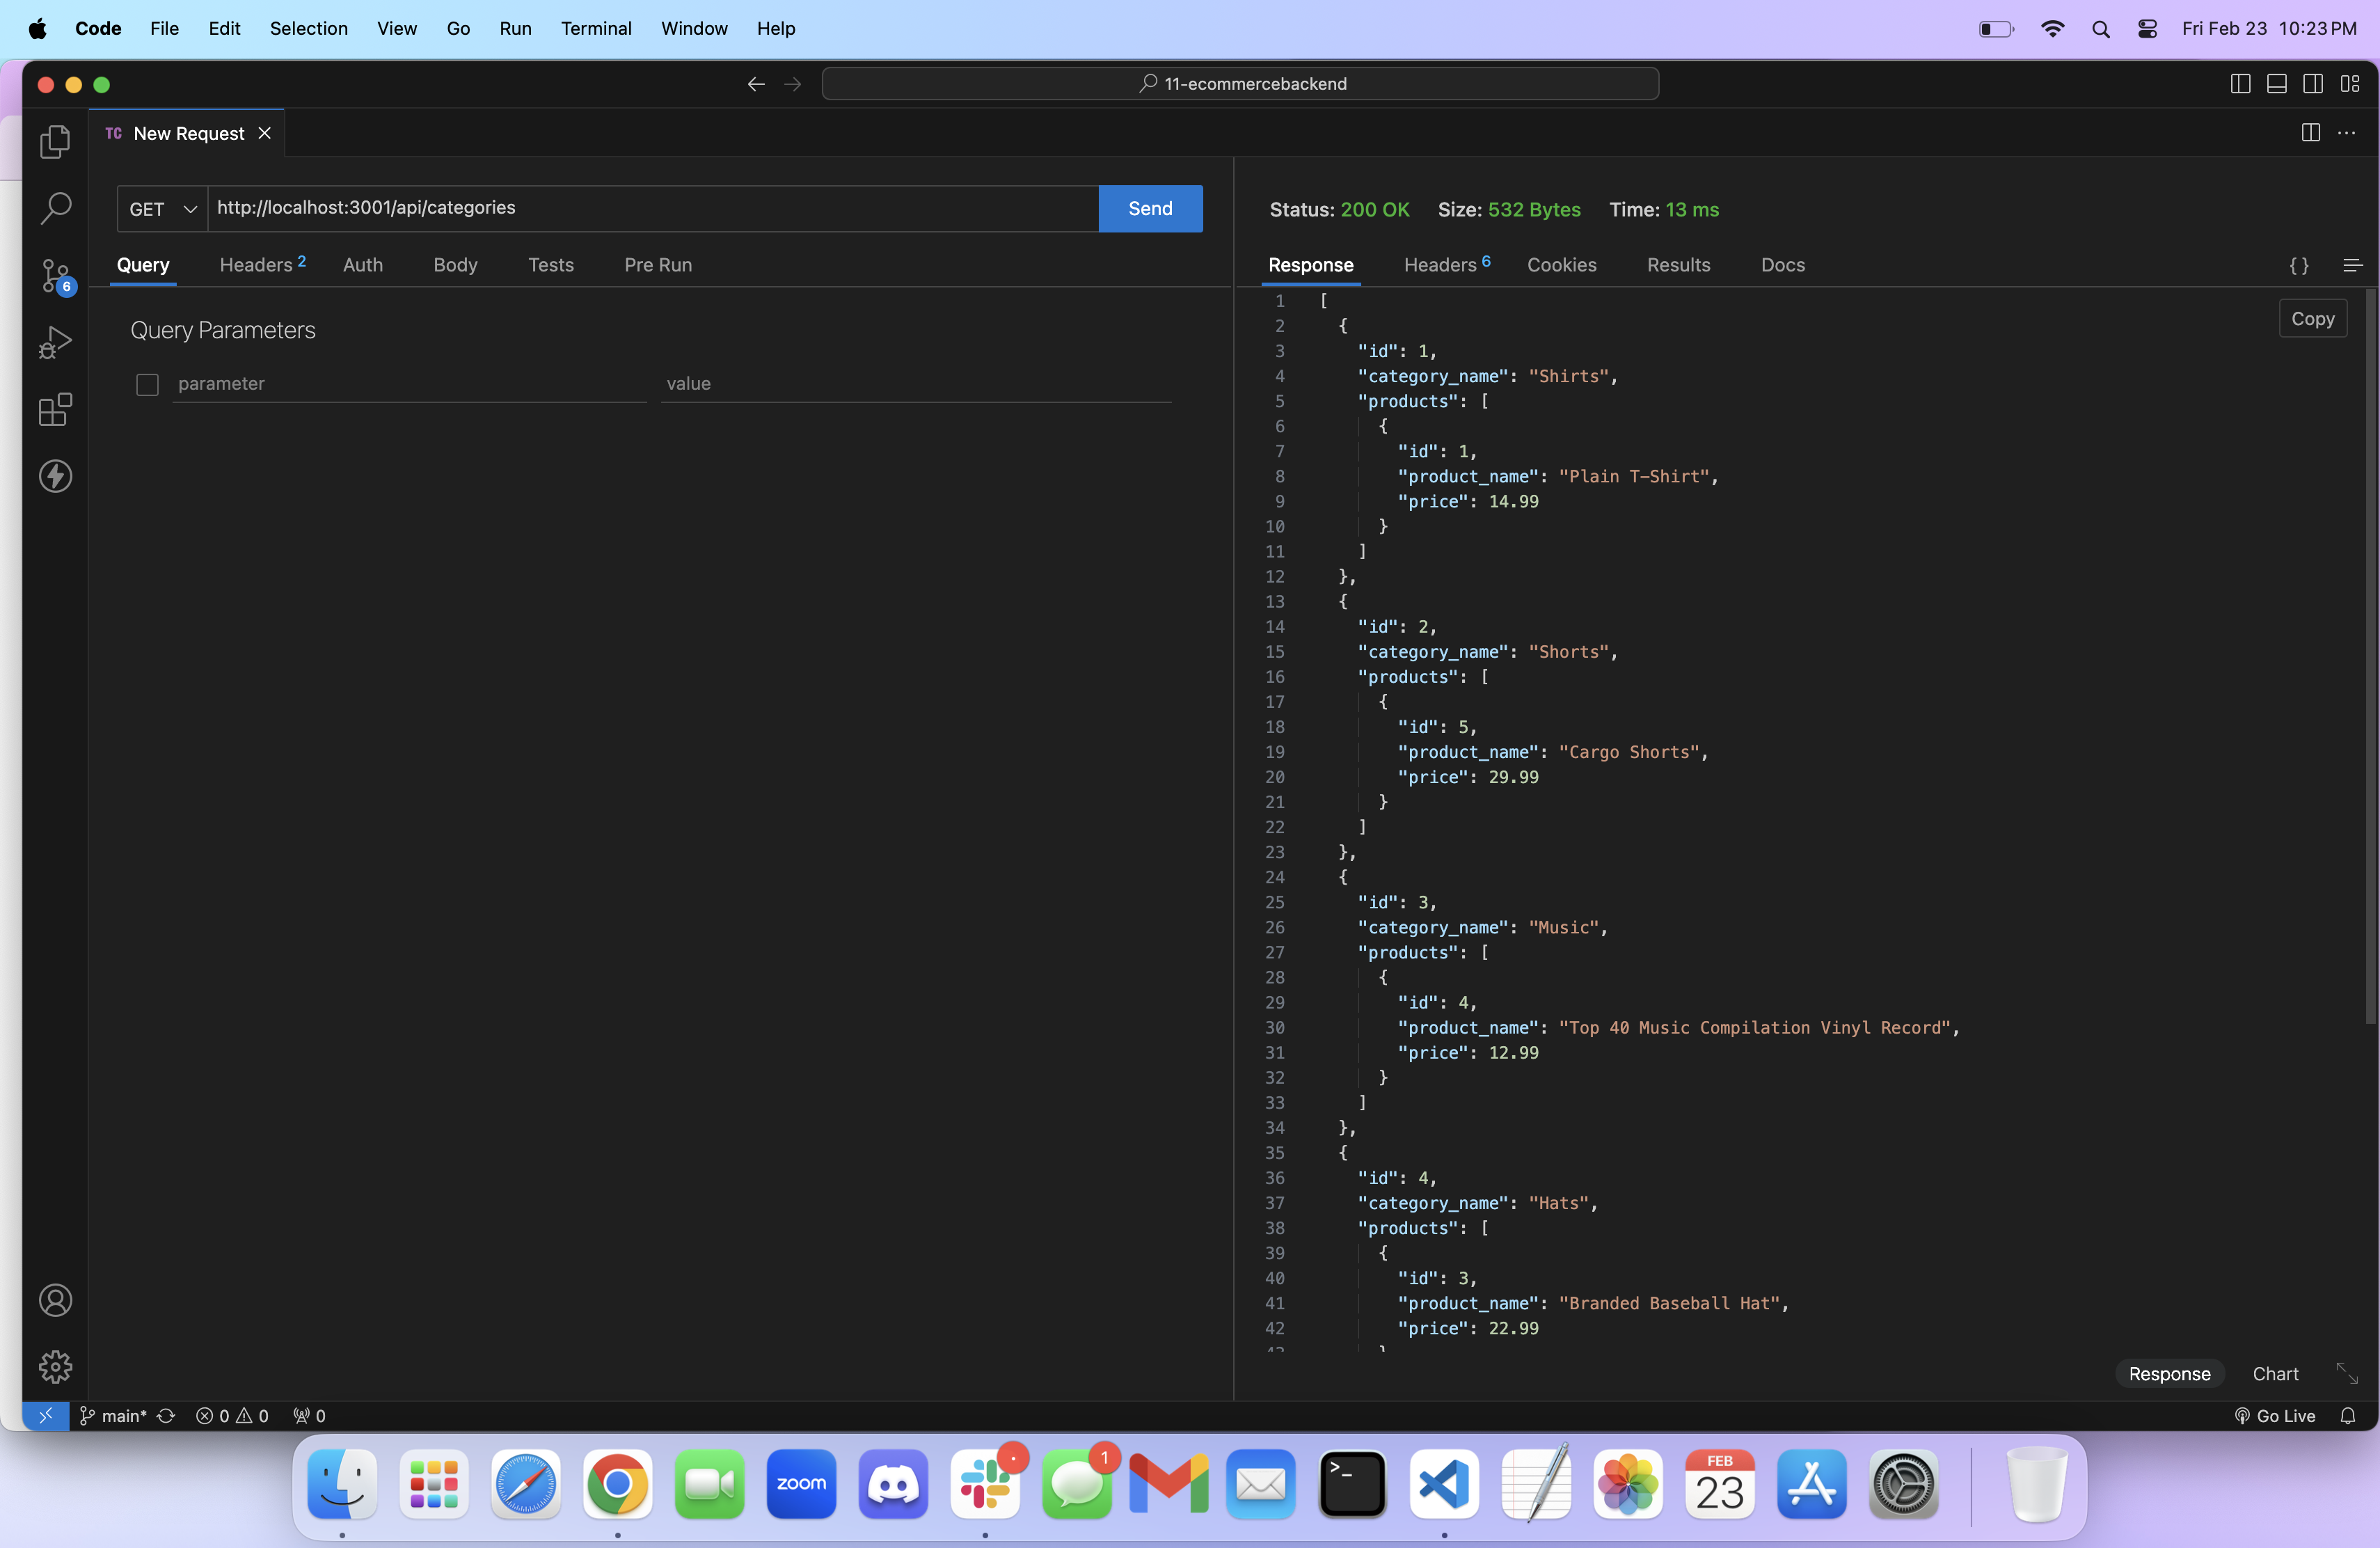 Code File Edit Selection View Go Run Terminal Window Help Fri Feb 23 10:23 PM
11-ecommercebackend
TC New Request
GET http://localhost:3001/api/categories Send
Query Headers 2 Auth Body Tests Pre Run
Query Parameters
parameter value
6
Status: 200 OK Size: 532 Bytes Time: 13 ms
Response Headers 6 Cookies Results Docs {}
Copy
1 [
2 {
3 "id": 1,
4 "category_name": "Shirts",
5 "products": [
6 {
7 "id": 1,
8 "product_name": "Plain T-Shirt",
9 "price": 14.99
10 }
11 ]
12 },
13 {
14 "id": 2,
15 "category_name": "Shorts",
16 "products": [
17 {
18 "id": 5,
19 "product_name": "Cargo Shorts",
20 "price": 29.99
21 }
22 ]
23 },
24 {
25 "id": 3,
26 "category_name": "Music",
27 "products": [
28 {
29 "id": 4,
30 "product_name": "Top 40 Music Compilation Vinyl Record",
31 "price": 12.99
32 }
33 ]
34 },
35 {
36 "id": 4,
37 "category_name": "Hats",
38 "products": [
39 {
40 "id": 3,
41 "product_name": "Branded Baseball Hat",
42 "price": 22.99
Response Chart
main* 0 0 0 Go Live
zoom 1 >_ FEB 23